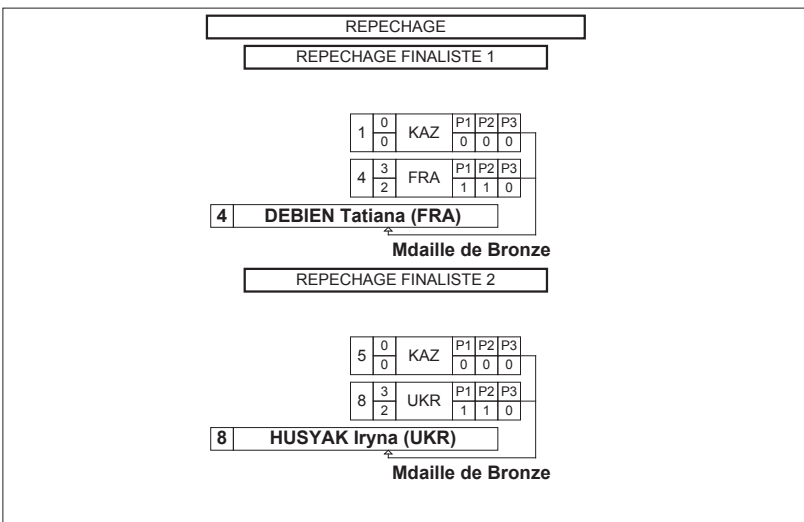 REPECHAGE
REPECHAGE FINALISTE 1
1 0 KAZ P1 P2 P3
0 0 0 0
4 3 FRA P1 P2 P3
2 1 1 0
4 DEBIEN Tatiana (FRA)
Mdaille de Bronze
REPECHAGE FINALISTE 2
5 0 KAZ P1 P2 P3
0 0 0 0
8 3 UKR P1 P2 P3
2 1 1 0
8 HUSYAK Iryna (UKR)
Mdaille de Bronze